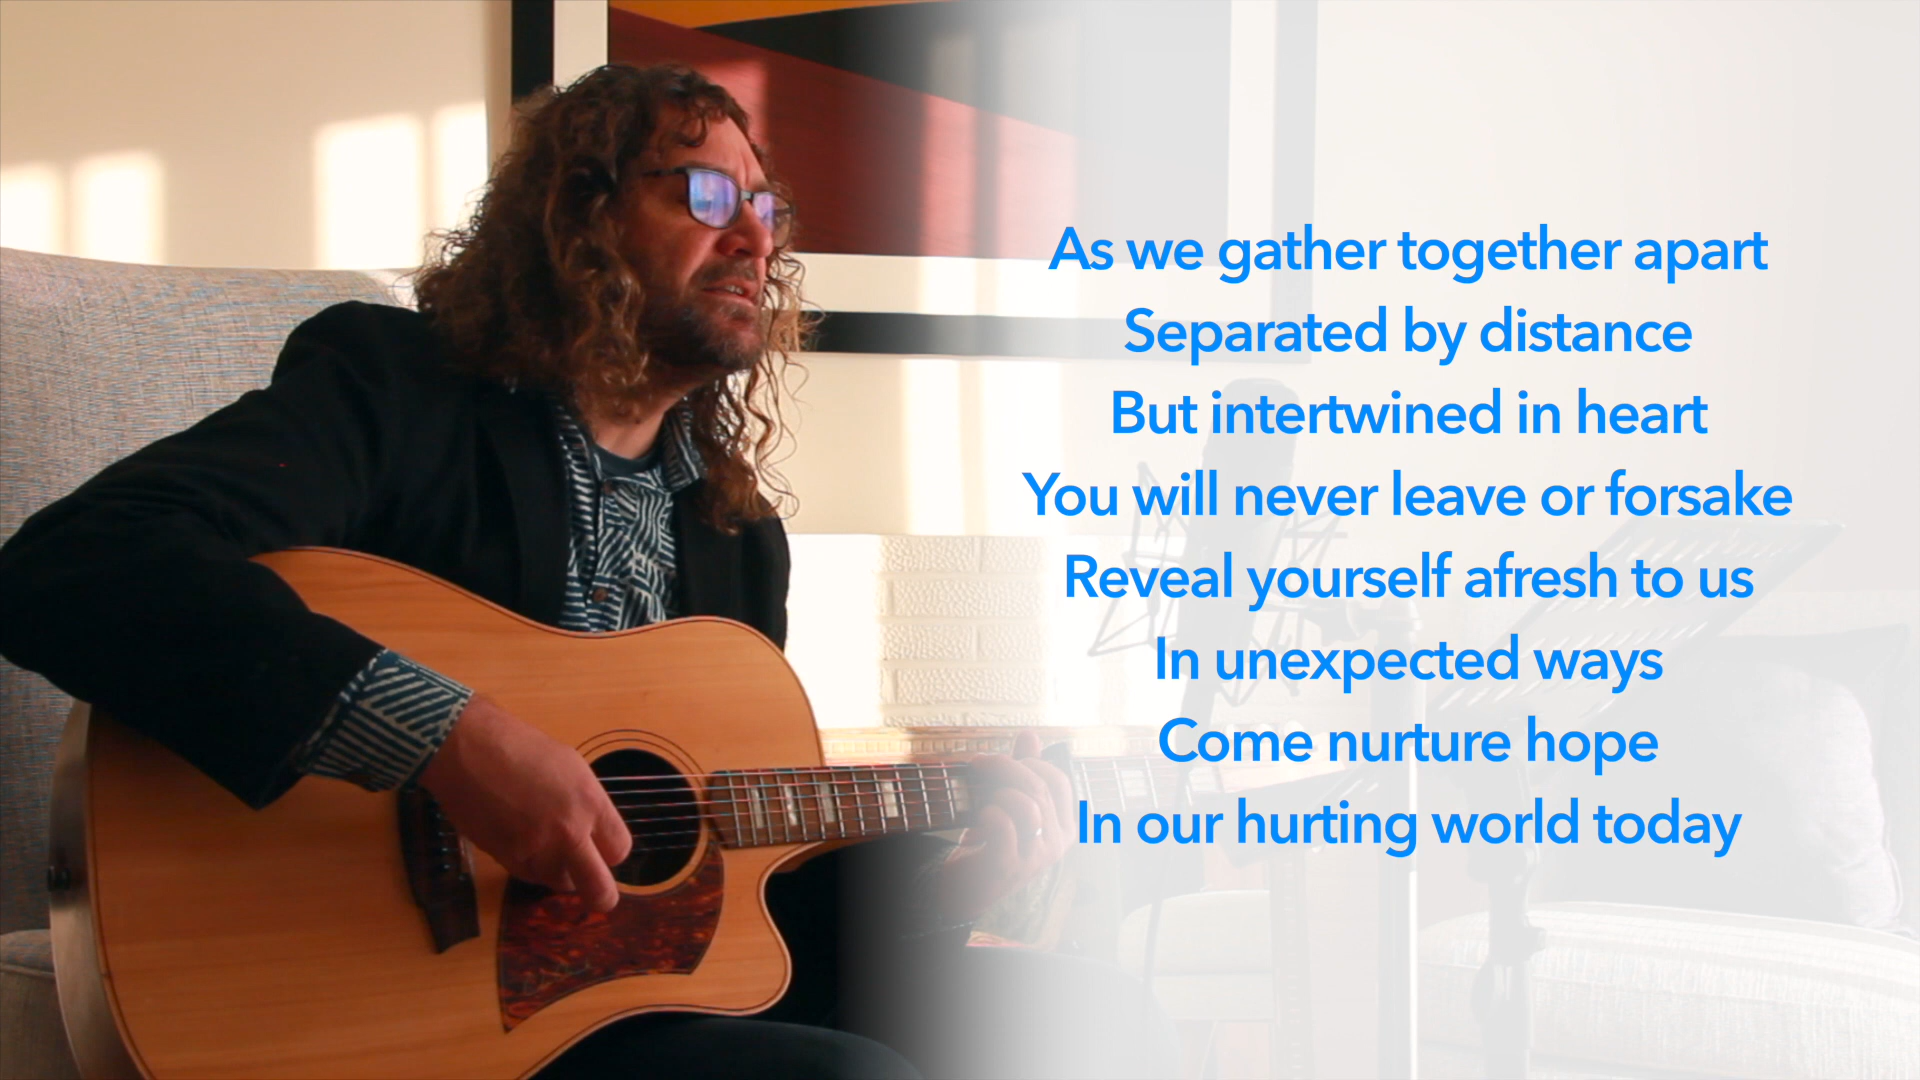 As we gather together apart
Separated by distance
But intertwined in heart
You will never leave or forsake
Reveal yourself afresh to us
In unexpected ways
Come nurture hope
In our hurting world today